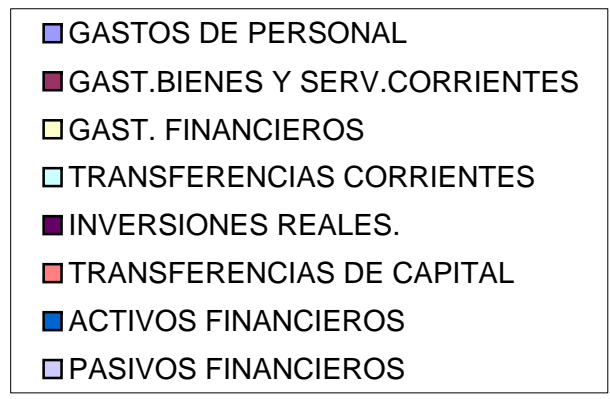 GASTOS DE PERSONAL
GAST.BIENES Y SERV.CORRIENTES
GAST. FINANCIEROS
TRANSFERENCIAS CORRIENTES
INVERSIONES REALES.
TRANSFERENCIAS DE CAPITAL
ACTIVOS FINANCIEROS
PASIVOS FINANCIEROS